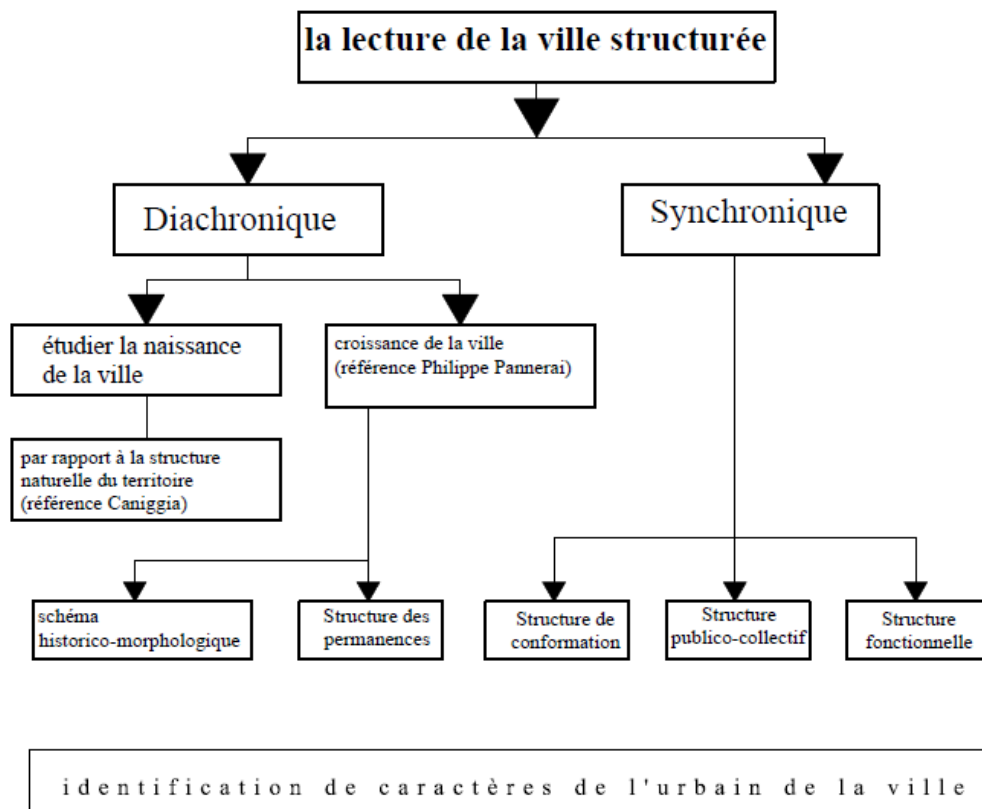 la lecture de la ville structurée
Diachronique
Synchronique
étudier la naissance
de la ville
croissance de la ville
(référence Philippe Pannerai)
par rapport à la structure
naturelle du territoire
(référence Caniggia)
schéma
historico-morphologique
Structure des
permanences
Structure de
conformation
Structure
publico-collectif
Structure
fonctionnelle
identification de caractères de l'urbain de la ville